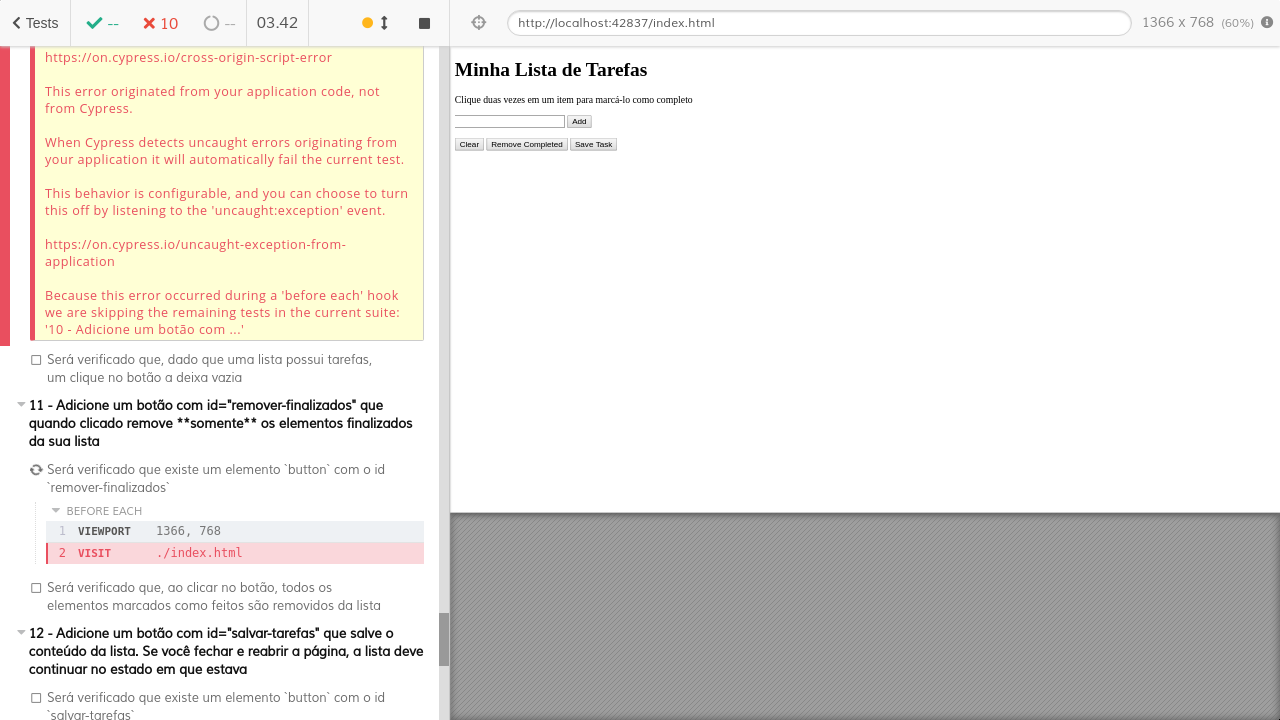 Tests
--
10
--
03.42
http://localhost:42837/index.html
1366 x 768 (60%)
https://on.cypress.io/cross-origin-script-error
This error originated from your application code, not
from Cypress.
When Cypress detects uncaught errors originating from
your application it will automatically fail the current test.
This behavior is configurable, and you can choose to turn
this off by listening to the 'uncaught:exception' event.
https://on.cypress.io/uncaught-exception-from-
application
Because this error occurred during a 'before each' hook
we are skipping the remaining tests in the current suite:
'10 - Adicione um botão com ...'
Será verificado que, dado que uma lista possui tarefas,
um clique no botão a deixa vazia
11 - Adicione um botão com id="remover-finalizados" que
quando clicado remove **somente** os elementos finalizados
da sua lista
Será verificado que existe um elemento `button` com o id
`remover-finalizados`
BEFORE EACH
1 VIEWPORT 1366, 768
2 VISIT ./index.html
Será verificado que, ao clicar no botão, todos os
elementos marcados como feitos são removidos da lista
12 - Adicione um botão com id="salvar-tarefas" que salve o
conteúdo da lista. Se você fechar e reabrir a página, a lista deve
continuar no estado em que estava
Será verificado que existe um elemento `button` com o id
`salvar-tarefas`
Minha Lista de Tarefas
Clique duas vezes em um item para marcá-lo como completo
Add
Clear Remove Completed Save Task